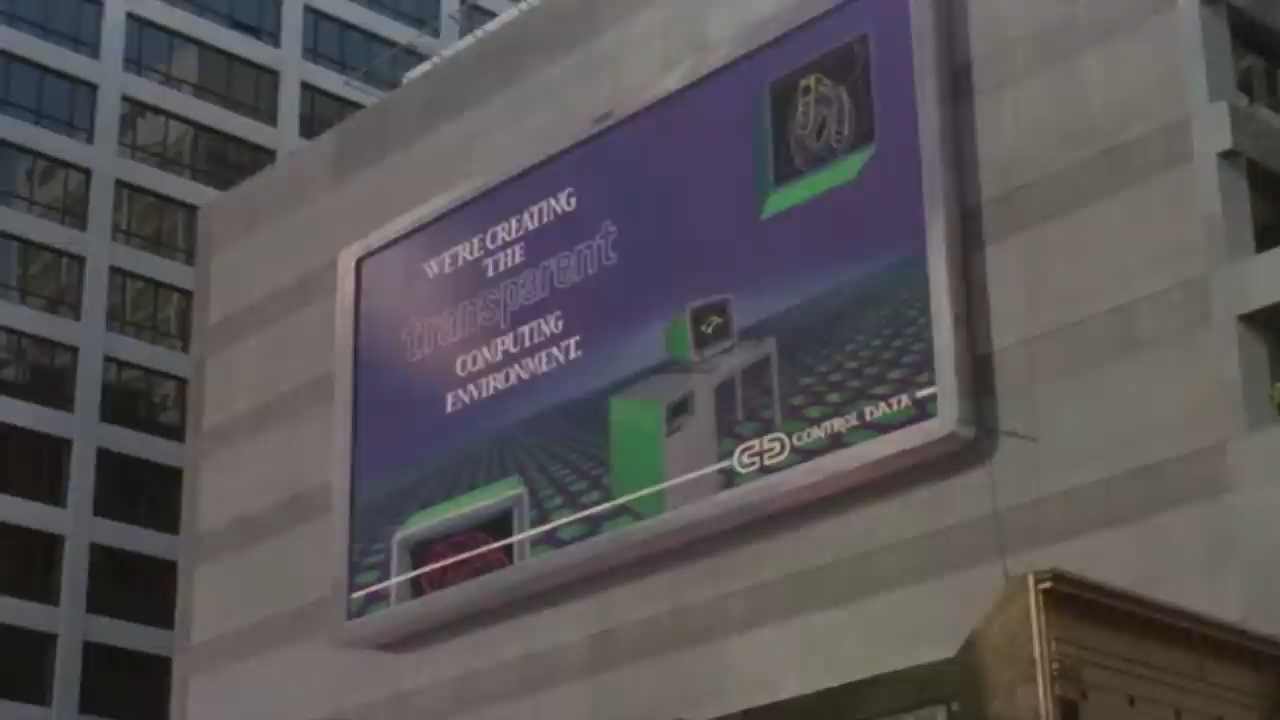 WE'RE CREATING
THE
transparent
COMPUTING
ENVIRONMENT.
CONTROL DATA